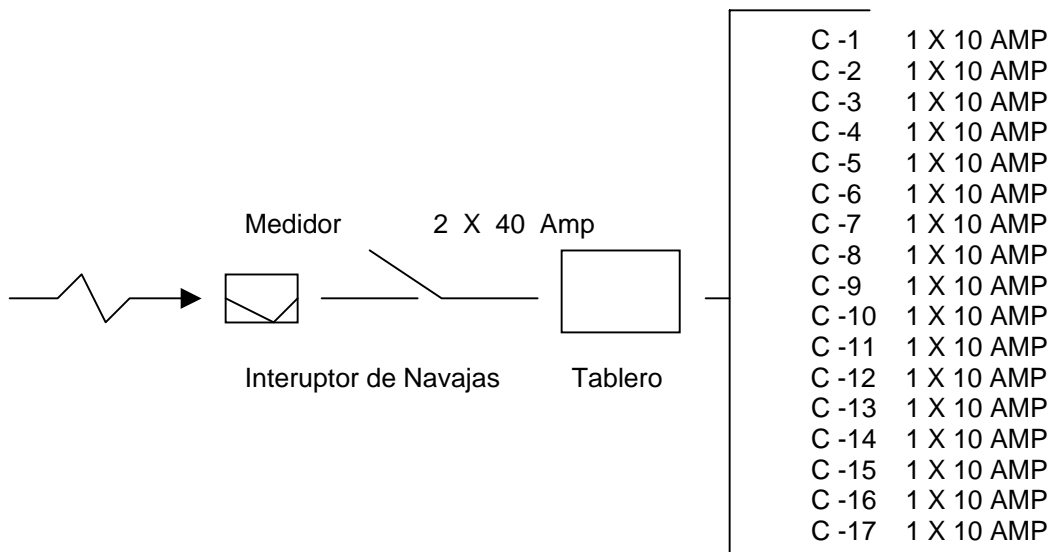 C -1 1 X 10 AMP
C -2 1 X 10 AMP
C -3 1 X 10 AMP
C -4 1 X 10 AMP
C -5 1 X 10 AMP
C -6 1 X 10 AMP
C -7 1 X 10 AMP
C -8 1 X 10 AMP
C -9 1 X 10 AMP
C -10 1 X 10 AMP
C -11 1 X 10 AMP
C -12 1 X 10 AMP
C -13 1 X 10 AMP
C -14 1 X 10 AMP
C -15 1 X 10 AMP
C -16 1 X 10 AMP
C -17 1 X 10 AMP
Medidor 2 X 40 Amp
Interuptor de Navajas Tablero